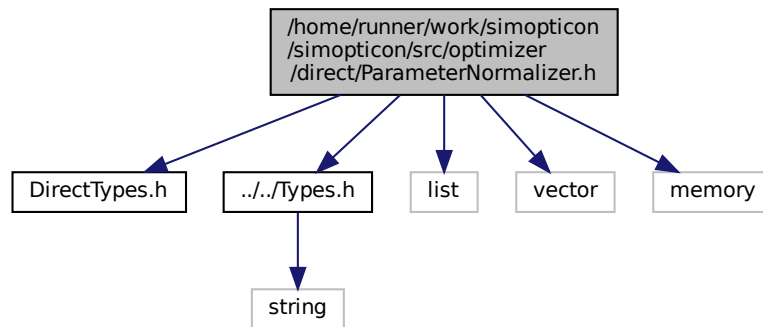 /home/runner/work/simopticon
/simopticon/src/optimizer
/direct/ParameterNormalizer.h
DirectTypes.h
../../Types.h
list
vector
memory
string